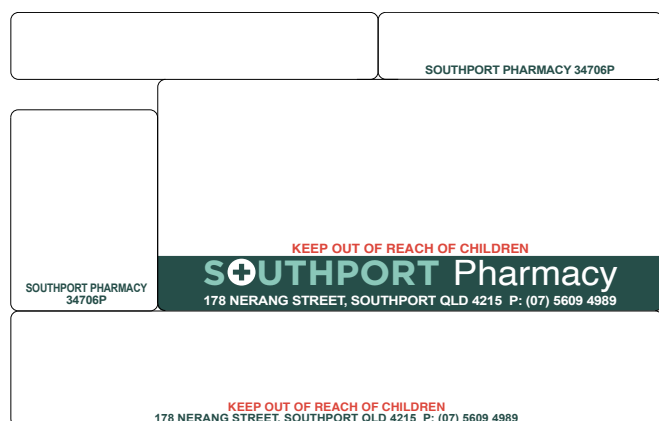 SOUTHPORT PHARMACY 34706P
KEEP OUT OF REACH OF CHILDREN
SOUTHPORT Pharmacy
178 NERANG STREET, SOUTHPORT QLD 4215 P: (07) 5609 4989
SOUTHPORT PHARMACY
34706P
KEEP OUT OF REACH OF CHILDREN
178 NERANG STREET, SOUTHPORT QLD 4215 P: (07) 5609 4989